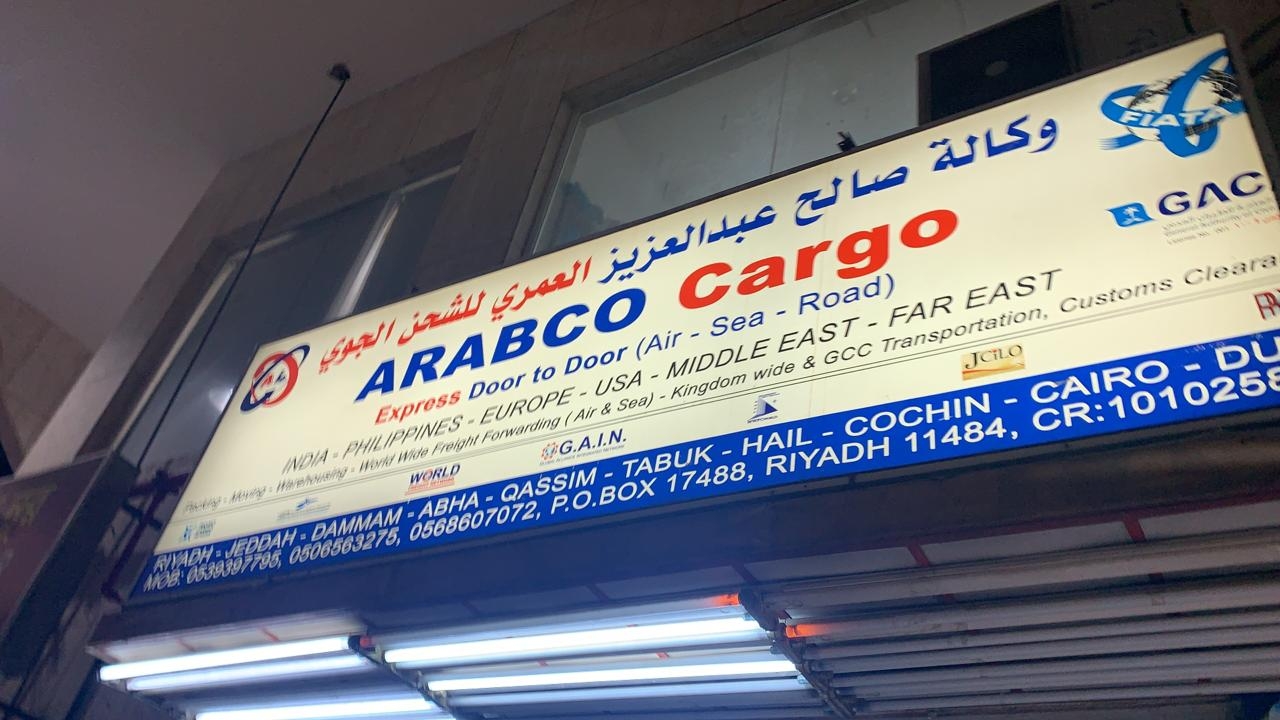 وكالة صالح عبدالعزيز العمري للشحن الجوي
FIATA
ARABCO Cargo
GAC
Express Door to Door (Air - Sea - Road)
INDIA - PHILIPPINES - EUROPE - USA - MIDDLE EAST - FAR EAST
Packing - Moving - Warehousing - World Wide Freight Forwarding ( Air & Sea) - Kingdom wide & GCC Transportation, Customs Cleara
WORLD
G.A.I.N.
JCILO
RIYADH - JEDDAH - DAMMAM - ABHA - QASSIM - TABUK - HAIL - COCHIN - CAIRO - DU
MOB: 0539397795, 0506563275, 0568607072, P.O.BOX 17488, RIYADH 11484, CR:1010258